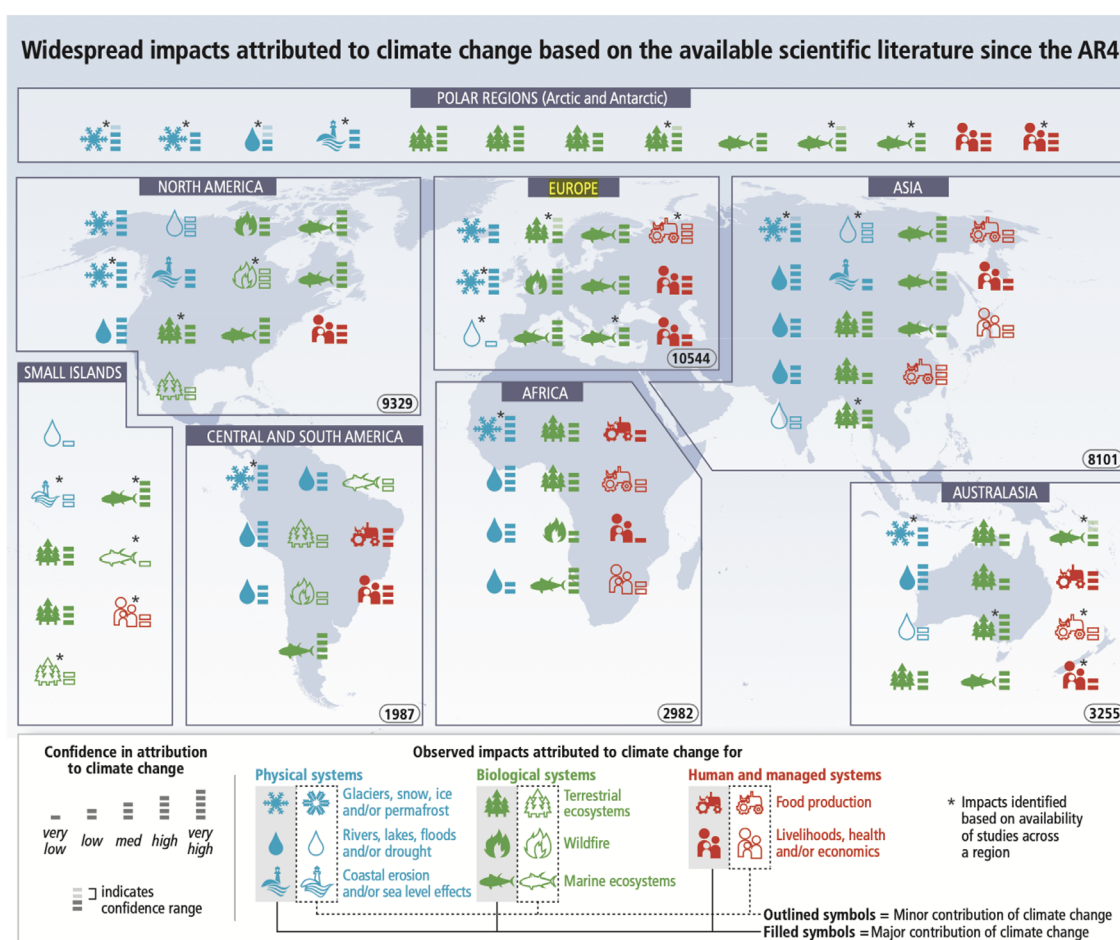 Widespread impacts attributed to climate change based on the available scientific literature since the AR4
POLAR REGIONS (Arctic and Antarctic)
NORTH AMERICA
EUROPE
ASIA
10544
SMALL ISLANDS
9329
AFRICA
CENTRAL AND SOUTH AMERICA
8101
AUSTRALASIA
1987
2982
3255
Confidence in attribution
to climate change
very
low
low
med
high
very
high
indicates
confidence range
Observed impacts attributed to climate change for
Physical systems
Glaciers, snow, ice
and/or permafrost
Rivers, lakes, floods
and/or drought
Coastal erosion
and/or sea level effects
Biological systems
Terrestrial
ecosystems
Wildfire
Marine ecosystems
Human and managed systems
Food production
Livelihoods, health
and/or economics
* Impacts identified
based on availability
of studies across
a region
Outlined symbols = Minor contribution of climate change
Filled symbols = Major contribution of climate change